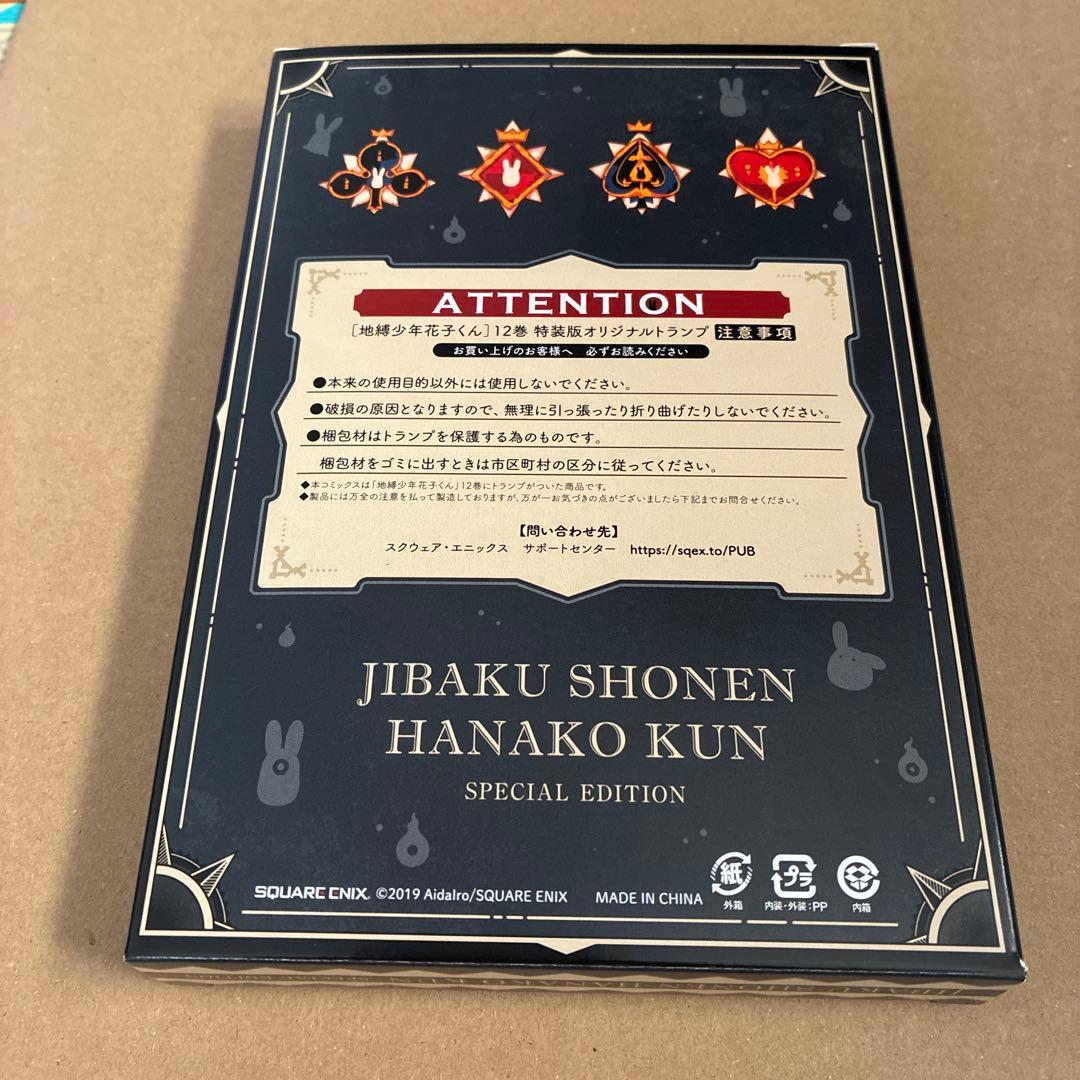 ATTENTION
[地縛少年花子くん]12巻 特装版オリジナルトランプ 注意事項
お買い上げのお客様へ 必ずお読みください
●本来の使用目的以外には使用しないでください。
●破損の原因となりますので、無理に引っ張ったり折り曲げたりしないでください。
●梱包材はトランプを保護する為のものです。
梱包材をゴミに出すときは市区町村の区分に従ってください。
◆本コミックスは「地縛少年花子くん」12巻にトランプがついた商品です。
◆製品には万全の注意を払って製造しておりますが、万が一お気づきの点がございましたら下記までお問合せください。
【問い合わせ先】
スクウェア・エニックス サポートセンター https://sqex.to/PUB
JIBAKU SHONEN
HANAKO KUN
SPECIAL EDITION
SQUARE ENIX. ©2019 AidaIro/SQUARE ENIX MADE IN CHINA
紙 プラ
外箱 内装・外装:PP 内箱